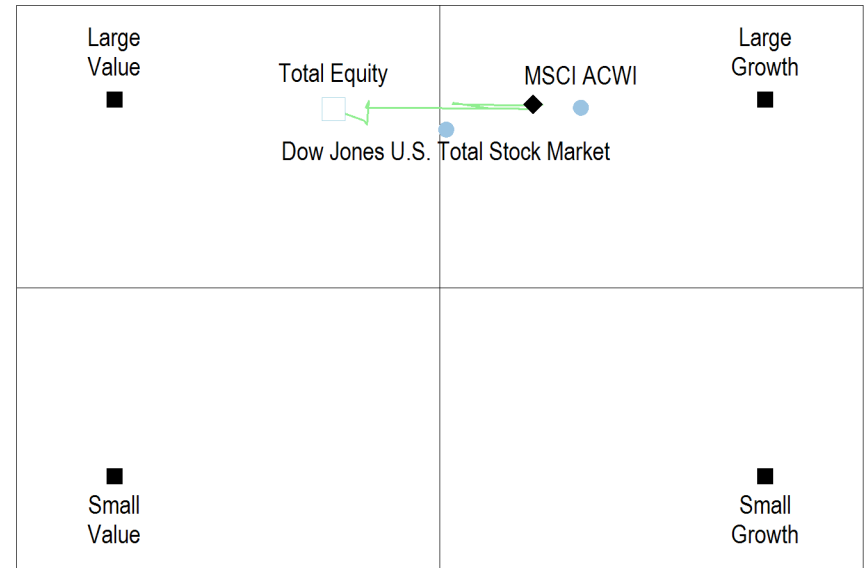 Large
Value
Total Equity
MSCI ACWI
Large
Growth
Dow Jones U.S. Total Stock Market
Small
Value
Small
Growth